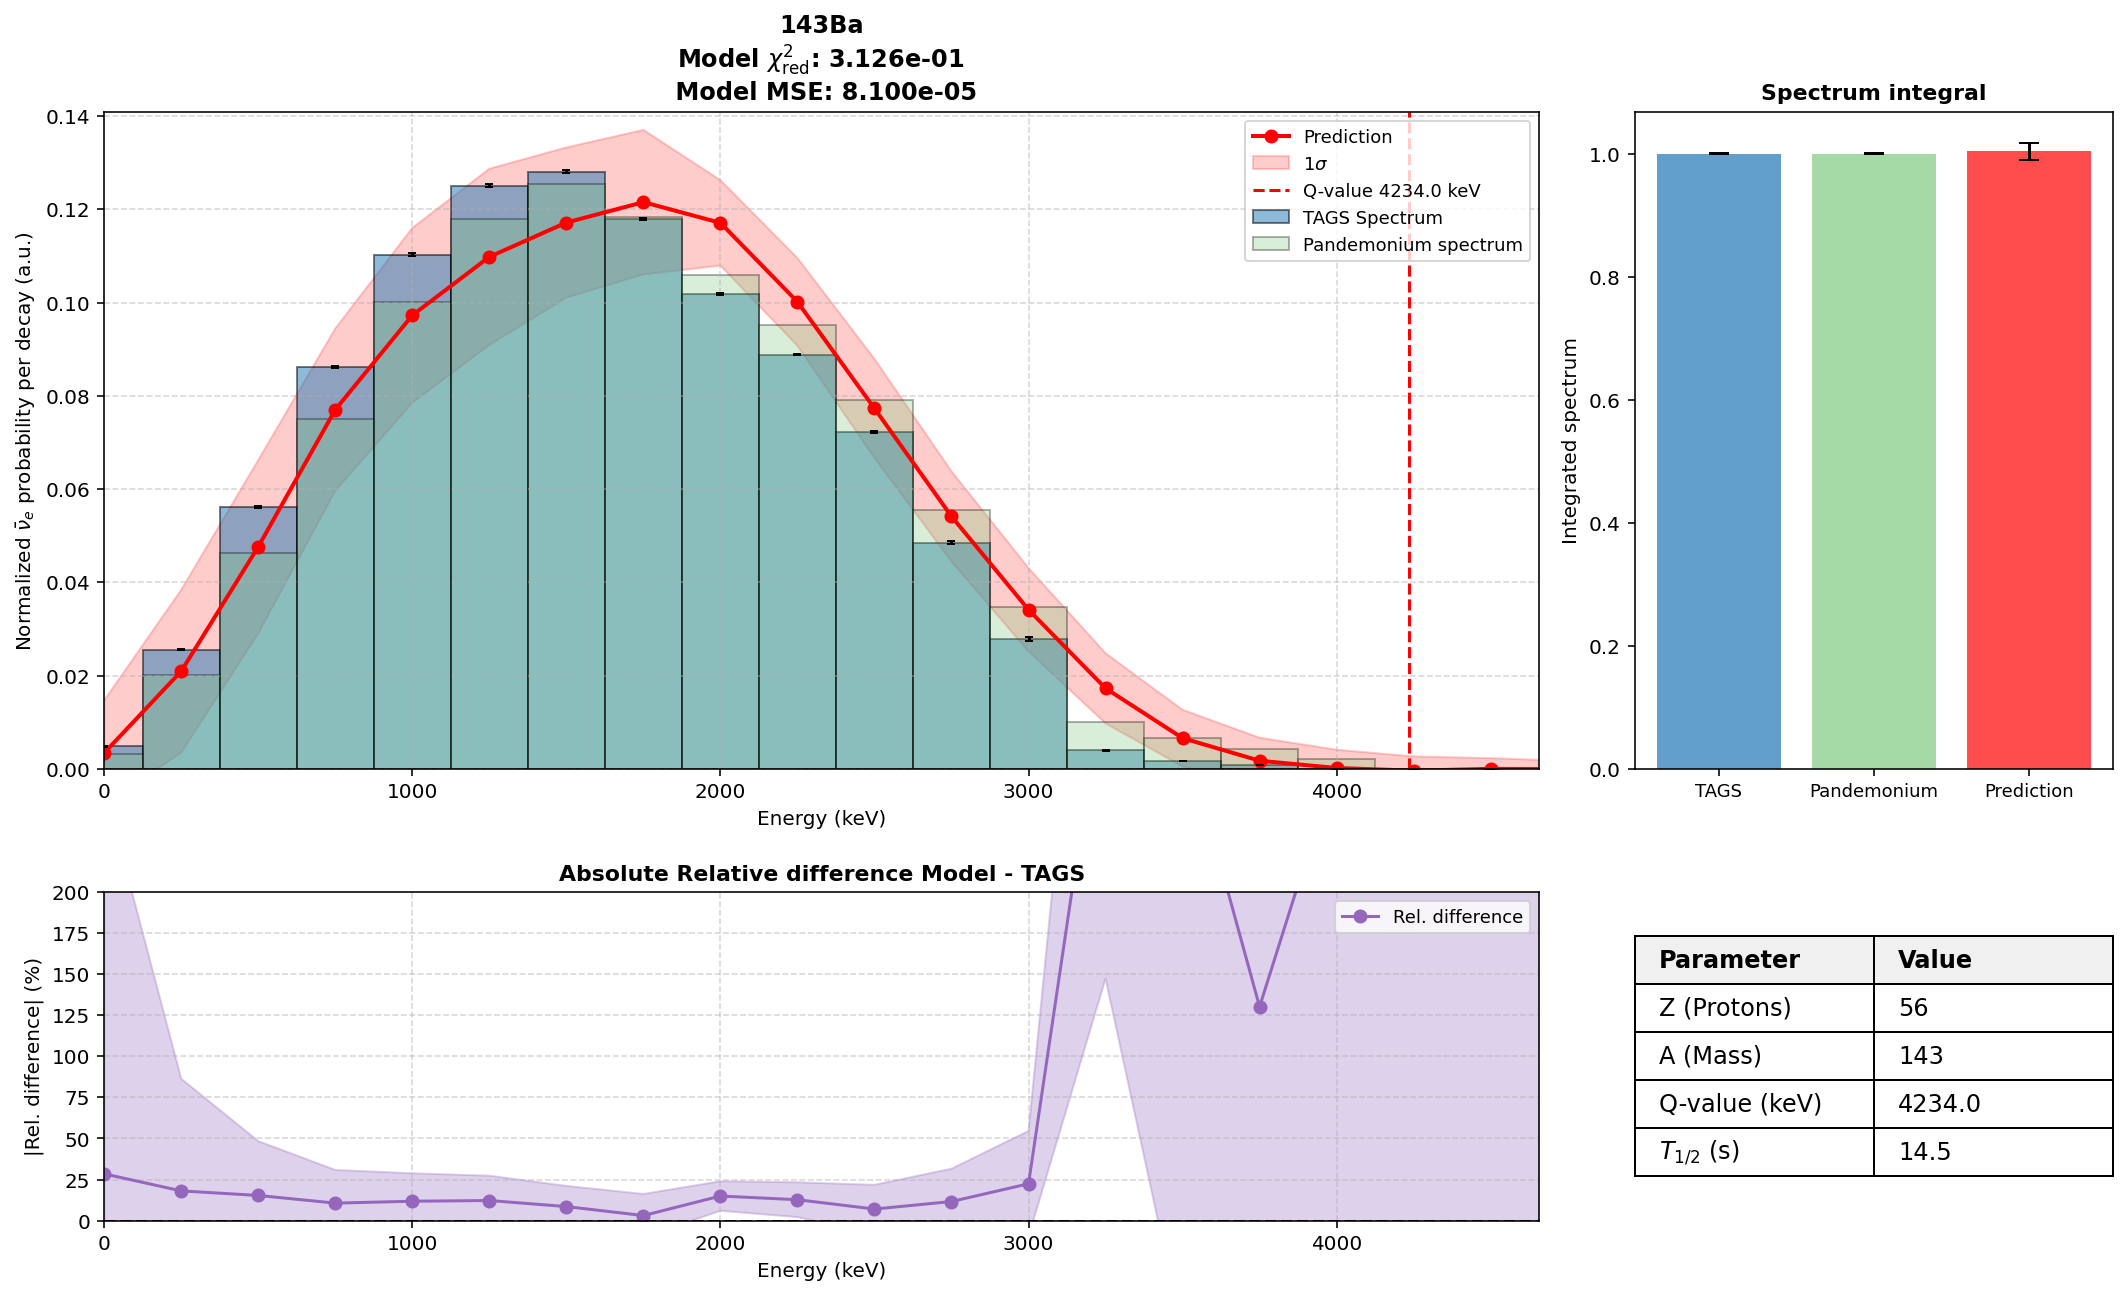 143Ba
Model χ²red: 3.126e-01
Model MSE: 8.100e-05
Normalized ν̄e probability per decay (a.u.)
0.14
0.12
0.10
0.08
0.06
0.04
0.02
0.00
0
1000
2000
3000
4000
Energy (keV)
Prediction
1σ
Q-value 4234.0 keV
TAGS Spectrum
Pandemonium spectrum
Spectrum integral
Integrated spectrum
1.0
0.8
0.6
0.4
0.2
0.0
TAGS
Pandemonium
Prediction
Absolute Relative difference Model - TAGS
|Rel. difference| (%)
200
175
150
125
100
75
50
25
0
0
1000
2000
3000
4000
Energy (keV)
Rel. difference
Parameter Value
Z (Protons) 56
A (Mass) 143
Q-value (keV) 4234.0
T1/2 (s) 14.5